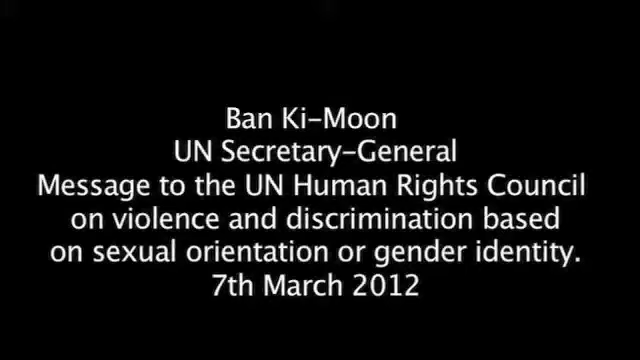 Ban Ki-Moon
UN Secretary-General
Message to the UN Human Rights Council
on violence and discrimination based
on sexual orientation or gender identity.
7th March 2012